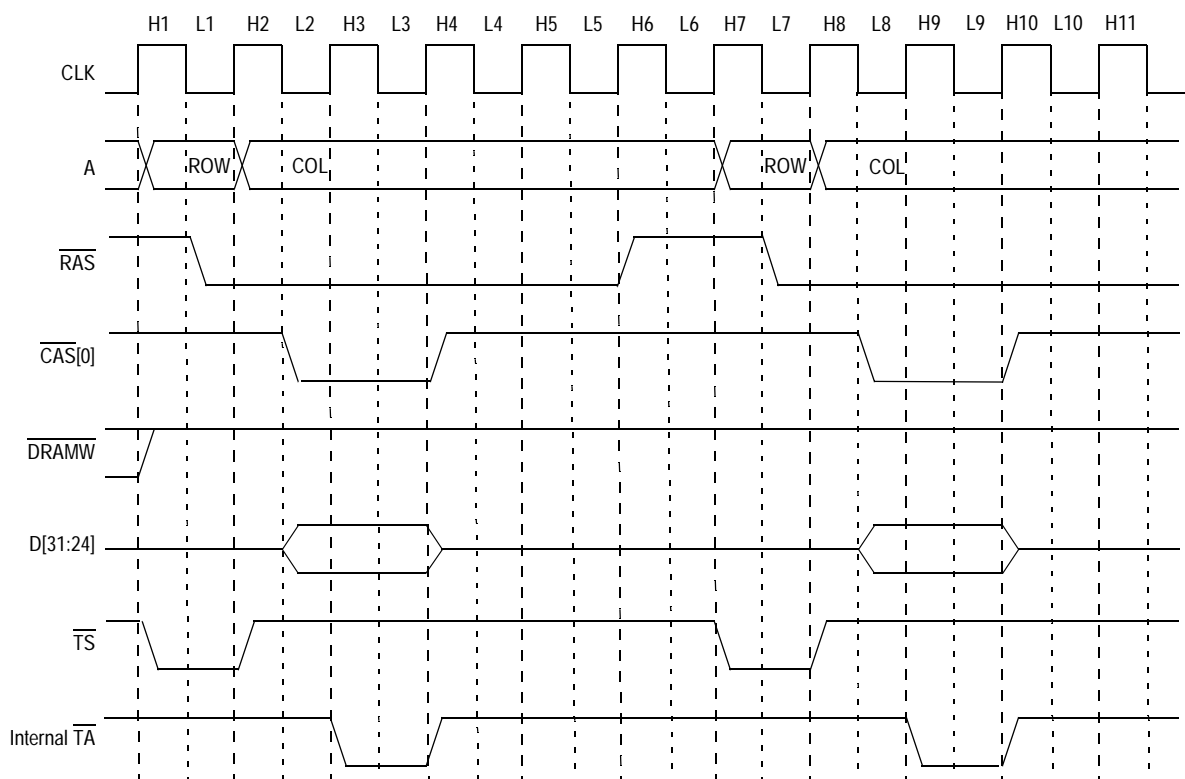 H1 L1 H2 L2 H3 L3 H4 L4 H5 L5 H6 L6 H7 L7 H8 L8 H9 L9 H10 L10 H11
CLK
A ROW COL ROW COL
RAS
CAS[0]
DRAMW
D[31:24]
TS
Internal TA